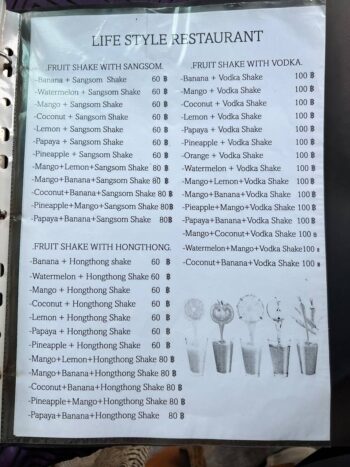 LIFE STYLE RESTAURANT
.FRUIT SHAKE WITH SANGSOM.
-Banana + Sangsom Shake 60 ฿
-Watermelon + Sangsom Shake 60 ฿
-Mango + Sangsom Shake 60 ฿
-Coconut + Sangsom Shake 60 ฿
-Lemon + Sangsom Shake 60 ฿
-Papaya + Sangsom Shake 60 ฿
-Pineapple + Sangsom Shake 60 ฿
-Mango+Lemon+Sangsom Shake 80 ฿
-Mango+Banana+Sangsom Shake 80 ฿
-Coconut+Banana+Sangsom Shake 80 ฿
-Pineapple+Mango+Sangsom Shake 80฿
-Papaya+Banana+Sangsom Shake 80฿
.FRUIT SHAKE WITH HONGTHONG.
-Banana + Hongthong shake 60 ฿
-Watermelon + Hongthong Shake 60 ฿
-Mango + Hongthong Shake 60 ฿
-Coconut + Hongthong Shake 60 ฿
-Lemon + Hongthong Shake 60 ฿
-Papaya + Hongthong Shake 60 ฿
-Pineapple + Hongthong Shake 60 ฿
-Mango+Lemon+Hongthong Shake 80 ฿
-Mango+Banana+Hongthong Shake 80 ฿
-Coconut+Banana+Hongthong Shake 80 ฿
-Pineapple+Mango+Hongthong Shake 80 ฿
-Papaya+Banana+Hongthong Shake 80 ฿
.FRUIT SHAKE WITH VODKA.
-Banana + Vodka Shake 100 ฿
-Mango + Vodka Shake 100 ฿
-Coconut + Vodka Shake 100 ฿
-Lemon + Vodka Shake 100 ฿
-Papaya + Vodka Shake 100 ฿
-Pineapple + Vodka Shake 100 ฿
-Orange + Vodka Shake 100 ฿
-Watermelon + Vodka Shake 100 ฿
-Mango+Lemon+Vodka Shake 100 ฿
-Mango+Banana+Vodka Shake 100 ฿
-Pieapple+Mango+Vodka Shake 100 ฿
-Papaya+Banana+Vodka Shake 100 ฿
-Mango+Coconut+Vodka Shake 100 ฿
-Watermelon+Mango+Vodka Shake100 ฿
-Coconut+Banana+Vodka Shake 100 ฿